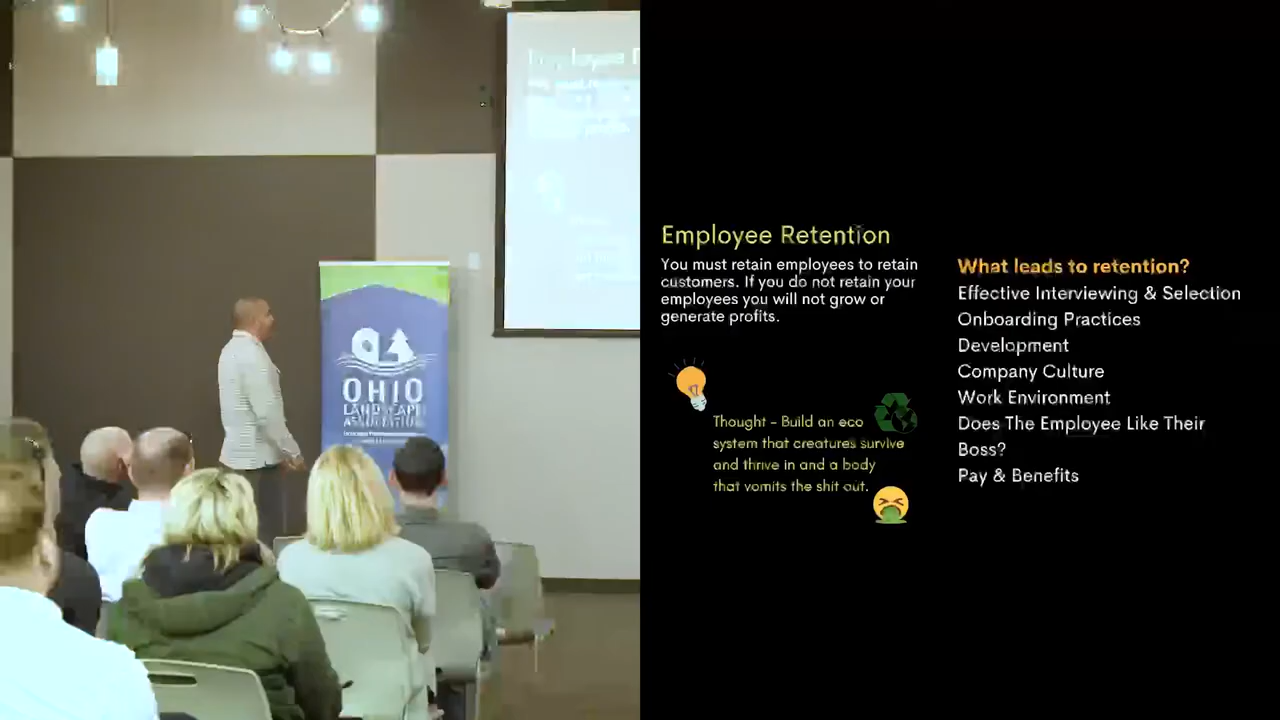 Employee Retention
You must retain employees to retain
customers. If you do not retain your
employees you will not grow or
generate profits.
Thought - Build an eco
system that creatures survive
and thrive in and a body
that vomits the shit out.
What leads to retention?
Effective Interviewing & Selection
Onboarding Practices
Development
Company Culture
Work Environment
Does The Employee Like Their
Boss?
Pay & Benefits
OHIO
LANDSCAPE
ASSOCIATION